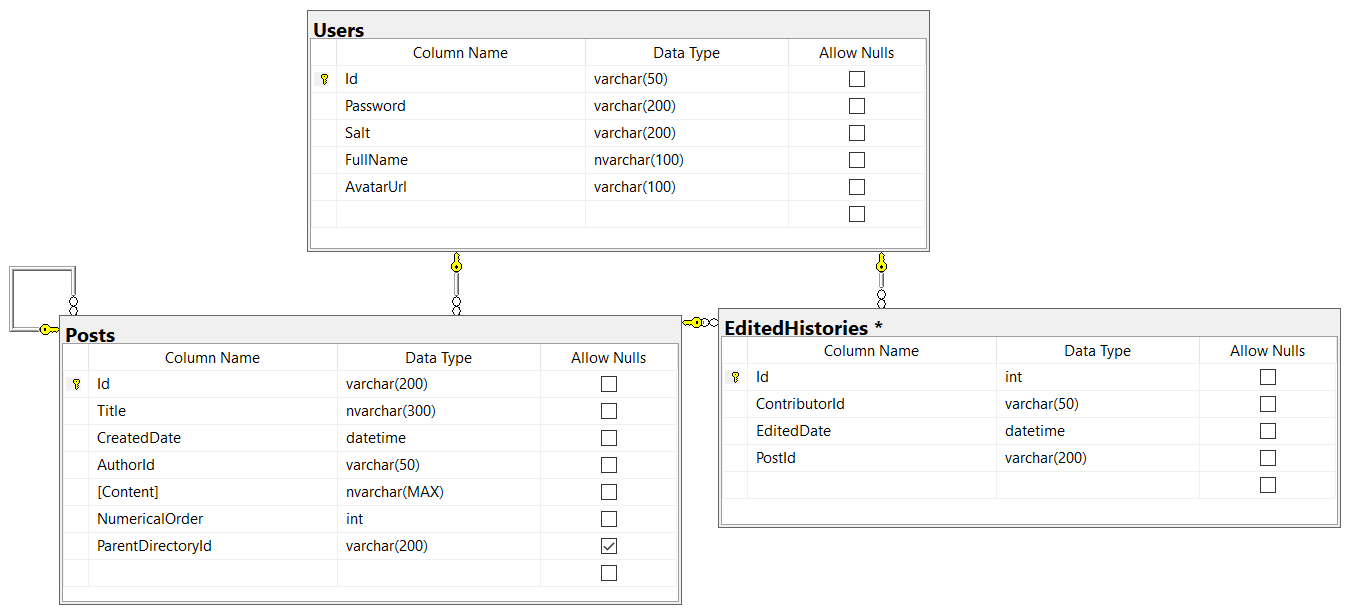 Users
Column Name Data Type Allow Nulls
Id varchar(50)
Password varchar(200)
Salt varchar(200)
FullName nvarchar(100)
AvatarUrl varchar(100)
Posts
Column Name Data Type Allow Nulls
Id varchar(200)
Title nvarchar(300)
CreatedDate datetime
AuthorId varchar(50)
[Content] nvarchar(MAX)
NumericalOrder int
ParentDirectoryId varchar(200)
EditedHistories *
Column Name Data Type Allow Nulls
Id int
ContributorId varchar(50)
EditedDate datetime
PostId varchar(200)